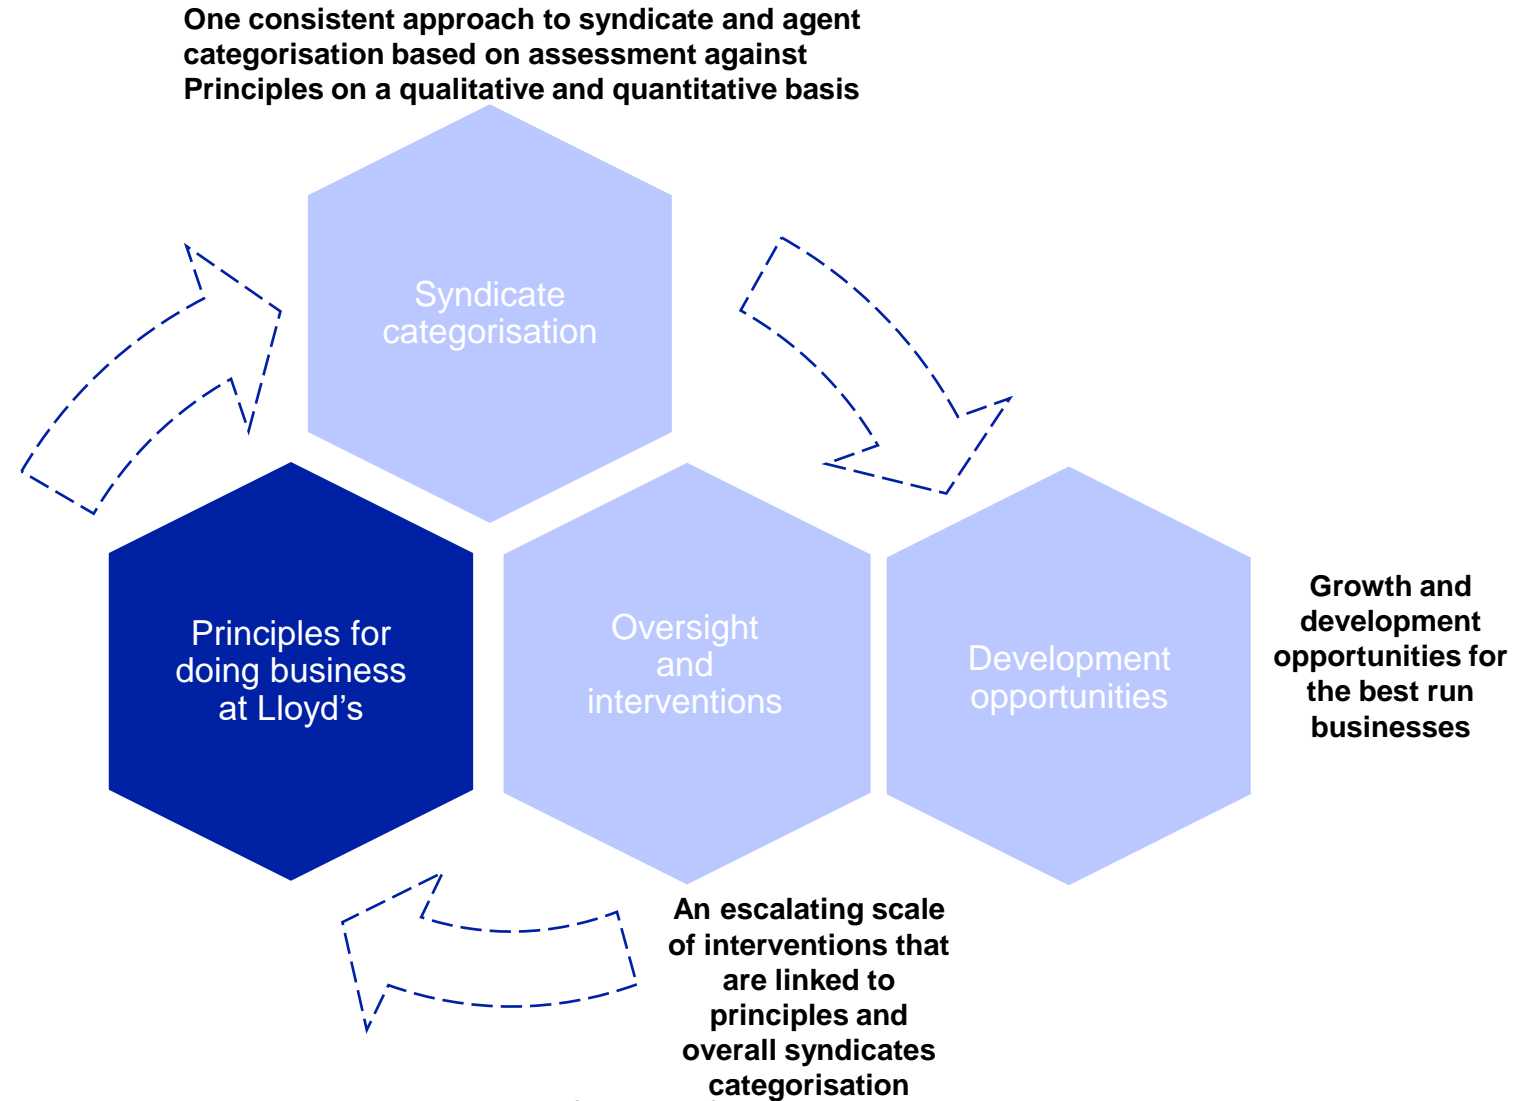 One consistent approach to syndicate and agent
categorisation based on assessment against
Principles on a qualitative and quantitative basis
Syndicate
categorisation
Principles for
doing business
at Lloyd's
Oversight
and
interventions
Development
opportunities
Growth and
development
opportunities for
the best run
businesses
An escalating scale
of interventions that
are linked to
principles and
overall syndicates
categorisation